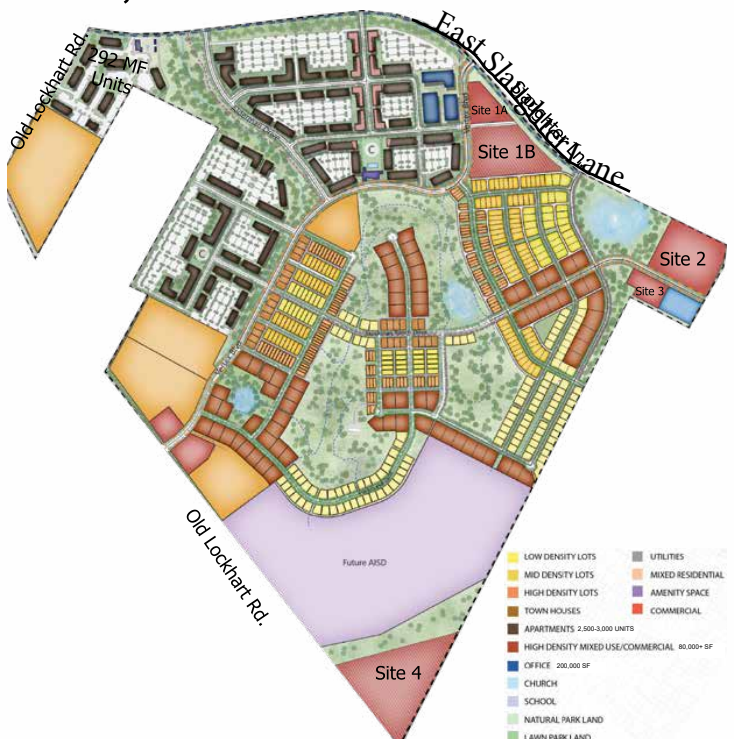 East Slaughter Lane
Slaughter Ln.
Old Lockhart Rd.
292 MF
Units
Site 1A
Site 1B
C
C
Site 2
Site 3
Old Lockhart Rd.
Future AISD
Site 4
LOW DENSITY LOTS
MID DENSITY LOTS
HIGH DENSITY LOTS
TOWN HOUSES
APARTMENTS 2,500-3,000 UNITS
HIGH DENSITY MIXED USE/COMMERCIAL 80,000+ SF
OFFICE 200,000 SF
CHURCH
SCHOOL
NATURAL PARK LAND
LAWN PARK LAND
UTILITIES
MIXED RESIDENTIAL
AMENITY SPACE
COMMERCIAL